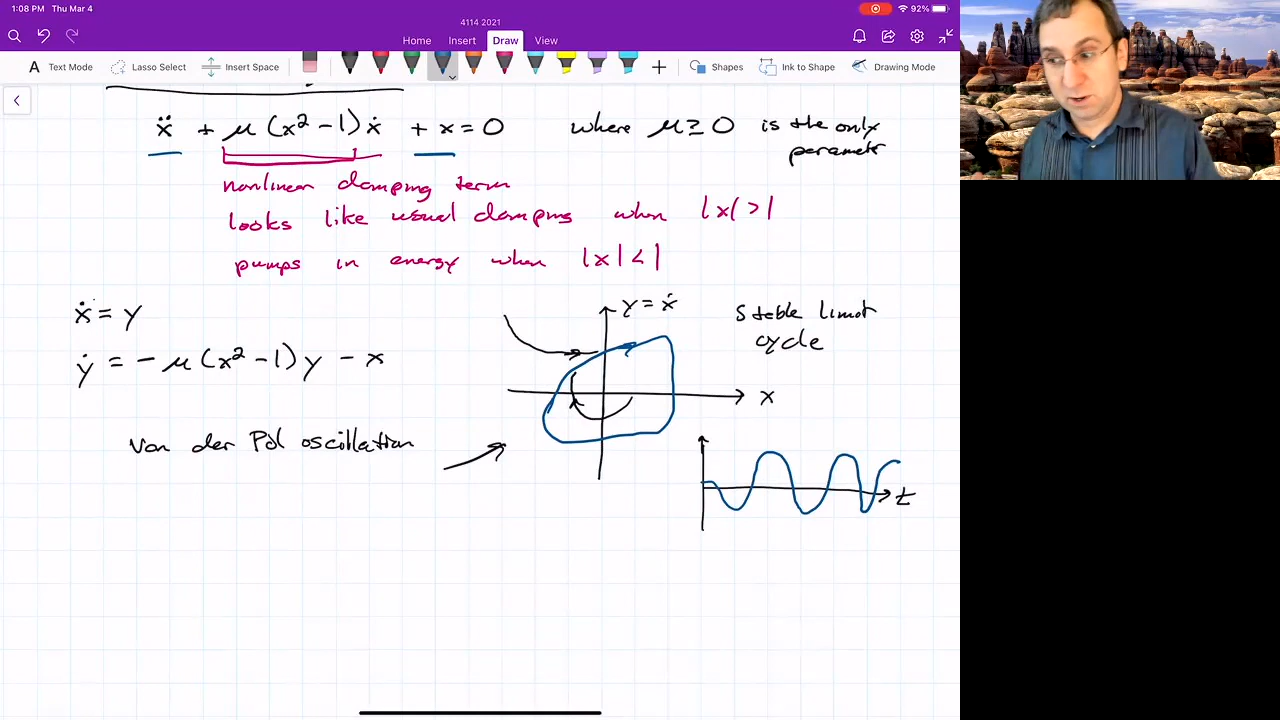 1:08 PM Thu Mar 4
92%
4114 2021
Home Insert Draw View
Text Mode Lasso Select Insert Space Shapes Ink to Shape Drawing Mode
ẍ + μ (x² - 1) ẋ + x = 0 where μ ≥ 0 is the only
parametr
nonlinear damping term
looks like usual damping when |x| > 1
pumps in energy when |x| < 1
ẋ = y
ẏ = - μ (x² - 1) y - x
y = ẋ
x
Stable limit
cycle
Van der Pol oscillation
t